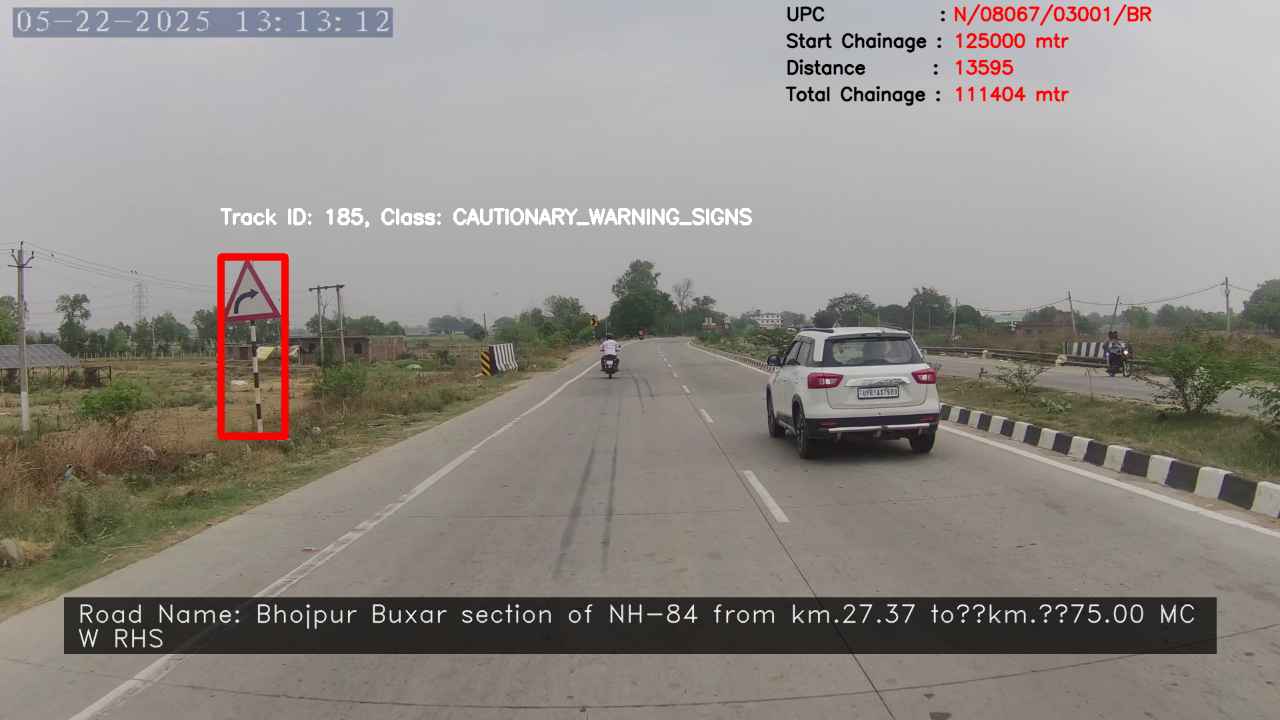 05-22-2025 13:13:12
UPC : N/08067/03001/BR
Start Chainage : 125000 mtr
Distance : 13595
Total Chainage : 111404 mtr
Track ID: 185, Class: CAUTIONARY_WARNING_SIGNS
Road Name: Bhojpur Buxar section of NH-84 from km.27.37 to??km.??75.00 MC
W RHS